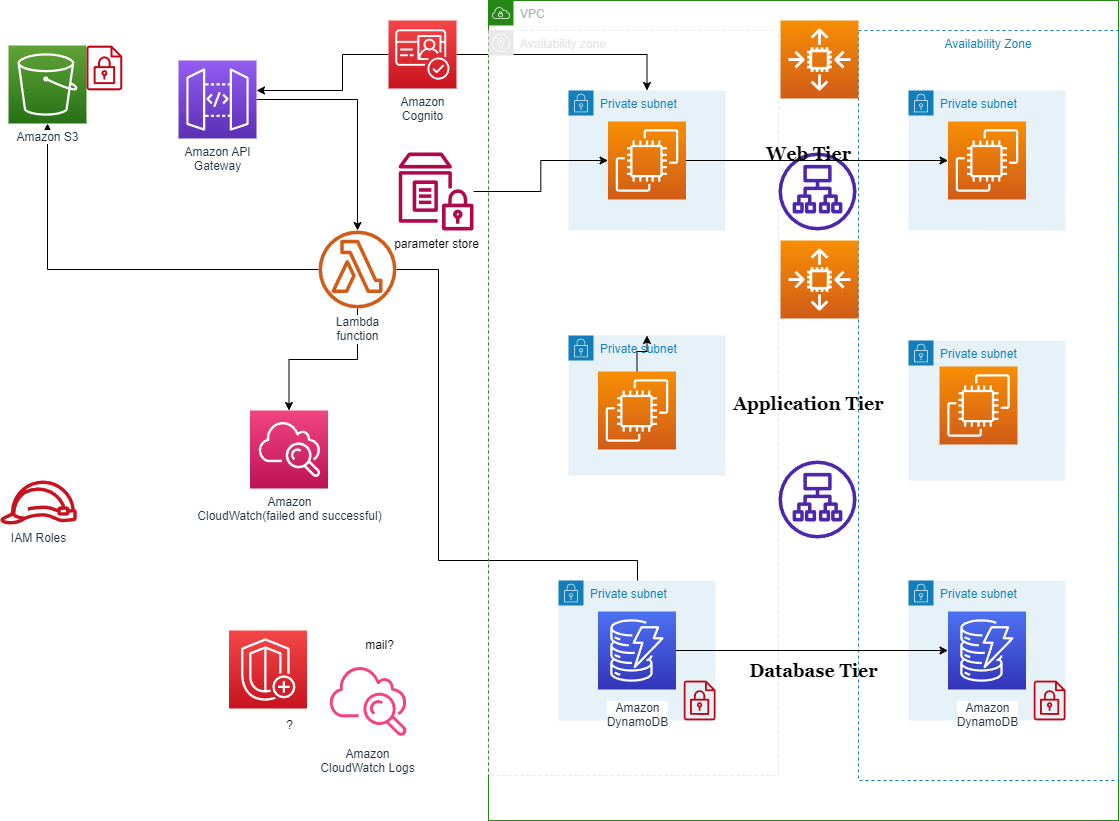 VPC
Availability zone
Availability Zone
Amazon S3
Amazon API
Gateway
Amazon
Cognito
Private subnet
Private subnet
Web Tier
parameter store
Lambda
function
Private subnet
Private subnet
Application Tier
Amazon
CloudWatch(failed and successful)
IAM Roles
Private subnet
Private subnet
mail?
Database Tier
?
Amazon
DynamoDB
Amazon
DynamoDB
Amazon
CloudWatch Logs